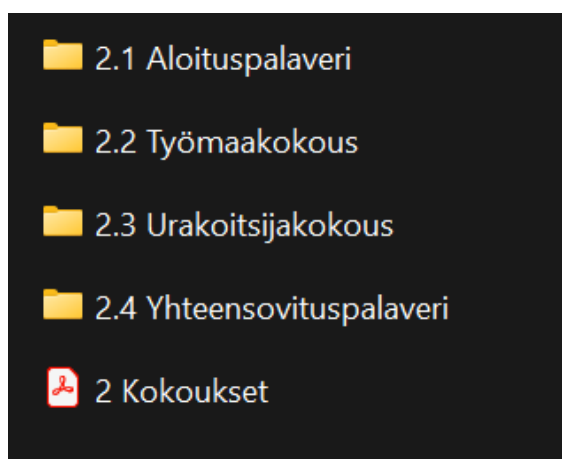 2.1 Aloituspalaveri
2.2 Työmaakokous
2.3 Urakoitsijakokous
2.4 Yhteensovituspalaveri
2 Kokoukset